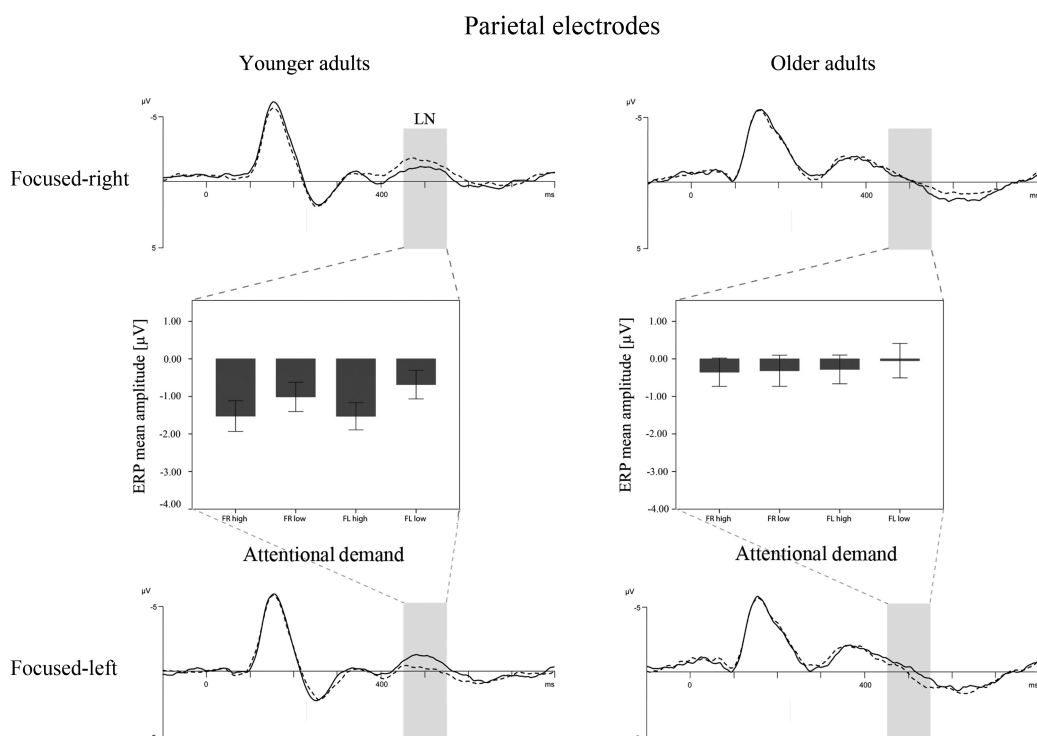 Parietal electrodes
Younger adults
Older adults
Focused-right
µV
-5
LN
0
400
ms
5
µV
-5
0
400
ms
5
ERP mean amplitude [µV]
1.00
0.00
-1.00
-2.00
-3.00
-4.00
FR high
FR low
FL high
FL low
Attentional demand
ERP mean amplitude [µV]
1.00
0.00
-1.00
-2.00
-3.00
-4.00
FR high
FR low
FL high
FL low
Attentional demand
Focused-left
µV
-5
0
400
ms
µV
-5
0
400
ms